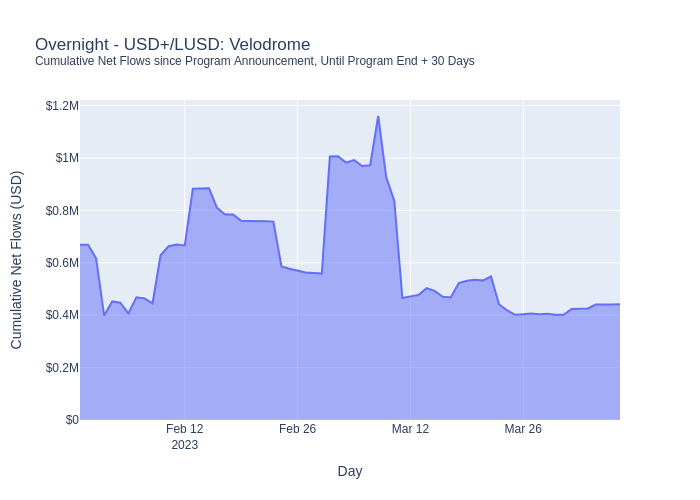 Overnight - USD+/LUSD: Velodrome
Cumulative Net Flows since Program Announcement, Until Program End + 30 Days
Cumulative Net Flows (USD)
$1.2M
$1M
$0.8M
$0.6M
$0.4M
$0.2M
$0
Feb 12
2023
Feb 26
Mar 12
Mar 26
Day